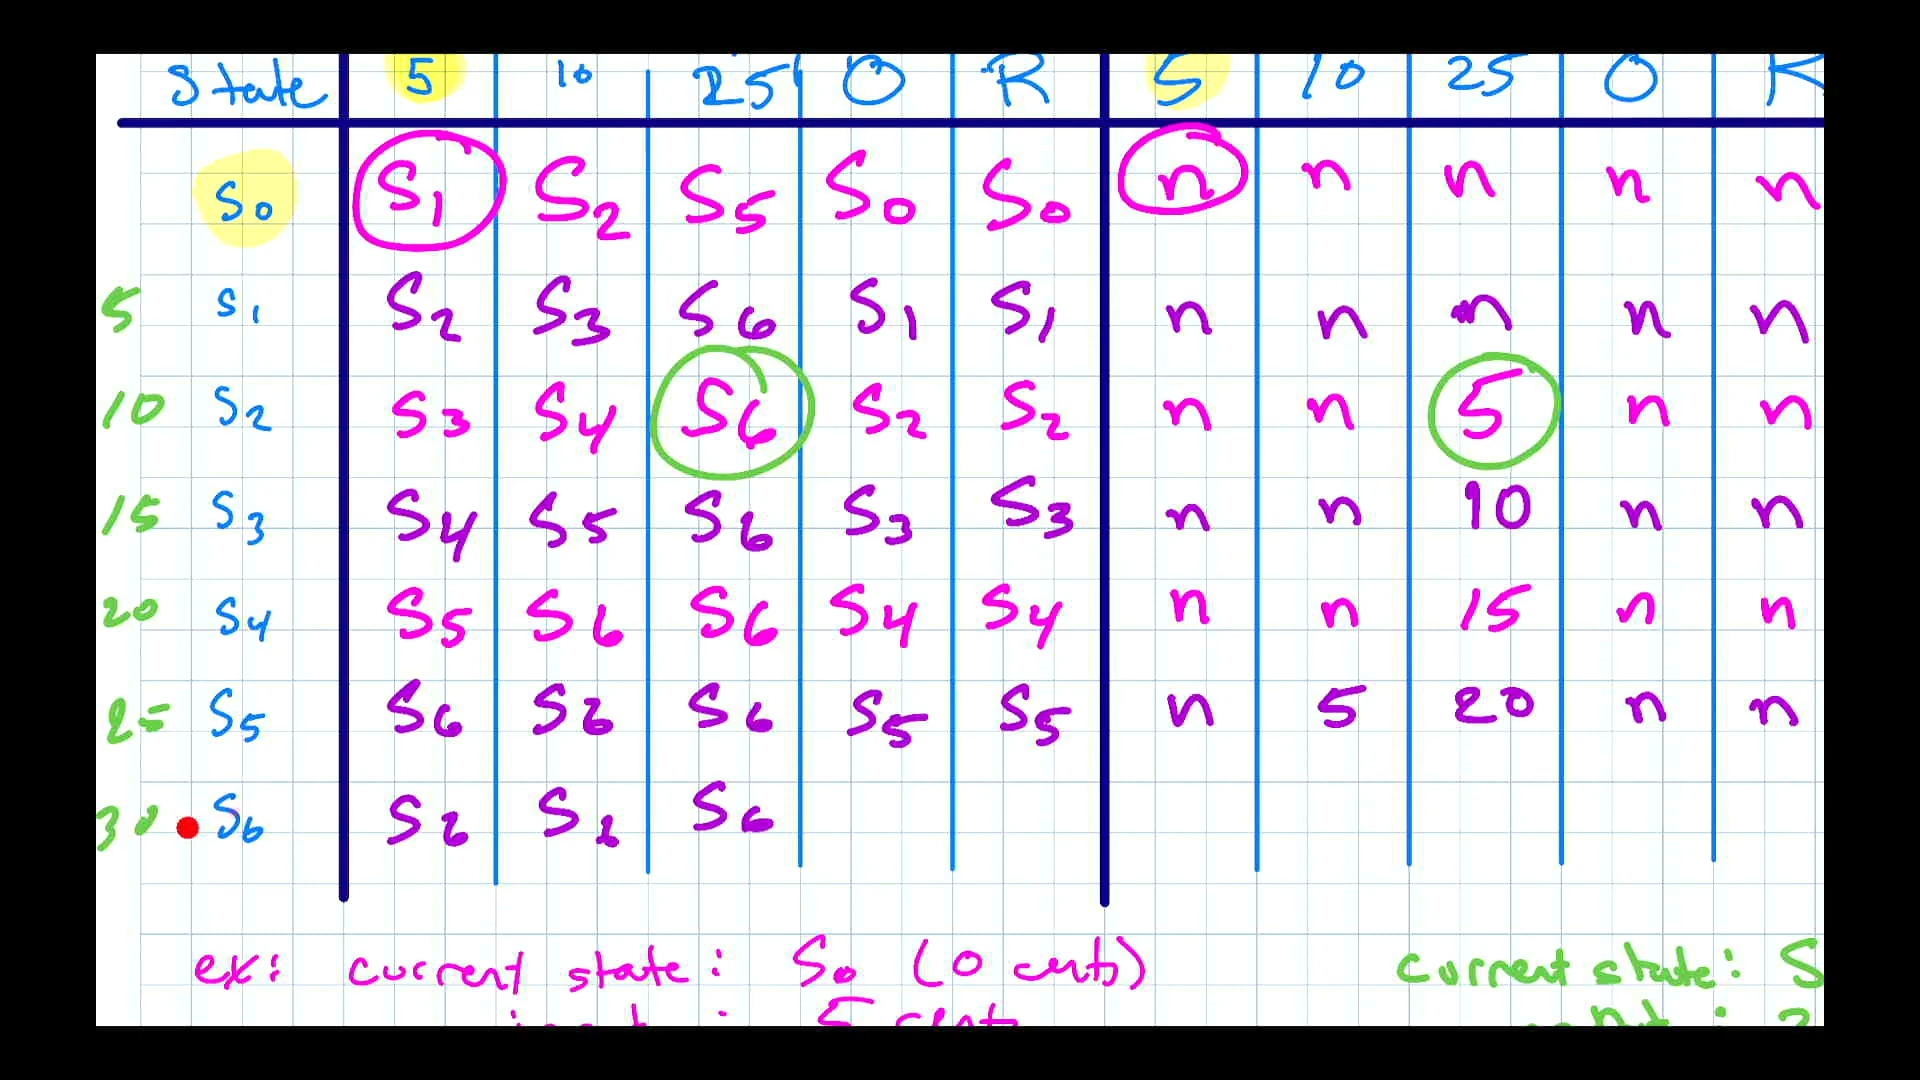 State 5 10 25 O R 5 10 25 O R
S0 S1 S2 S5 S0 S0 n n n n n
5 S1 S2 S3 S6 S1 S1 n n n n n
10 S2 S3 S4 S6 S2 S2 n n 5 n n
15 S3 S4 S5 S6 S3 S3 n n 10 n n
20 S4 S5 S6 S6 S4 S4 n n 15 n n
25 S5 S6 S6 S6 S5 S5 n 5 20 n n
30 S6 S6 S6 S6
ex: current state: S0 (0 cents) current state: S
: 5 cents :